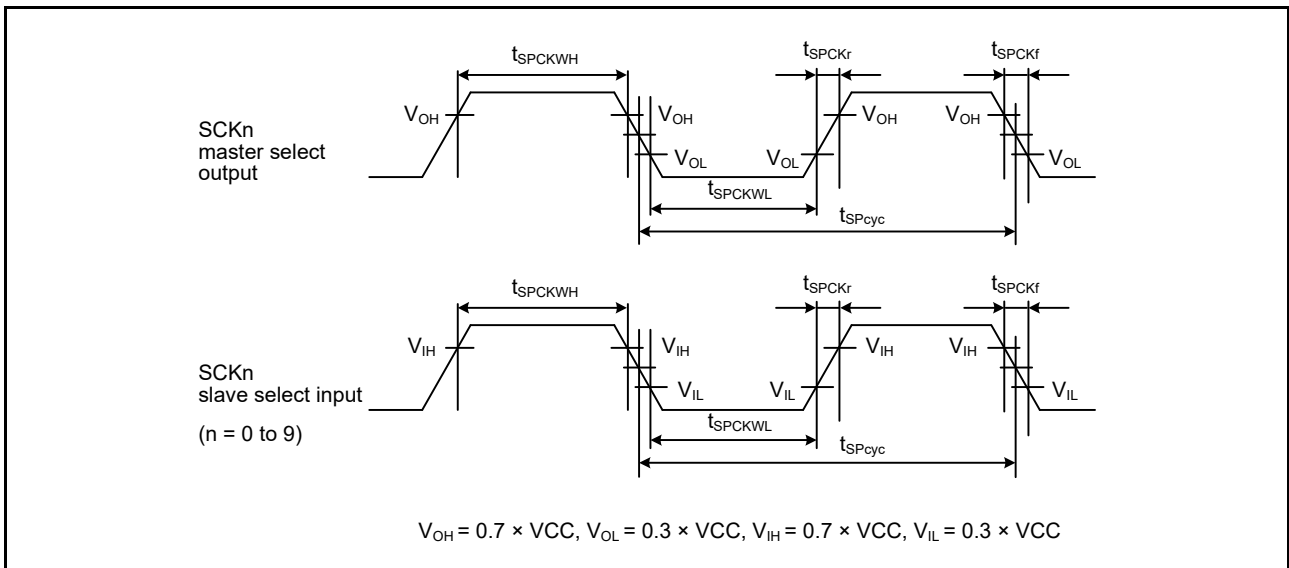 tSPCKWH tSPCKr tSPCKf
VOH VOH VOH VOH
SCKn
master select
output
VOL VOL VOL
tSPCKWL
tSPcyc
tSPCKWH tSPCKr tSPCKf
VIH VIH VIH VIH
SCKn
slave select input
VIL VIL VIL
(n = 0 to 9)
tSPCKWL
tSPcyc
VOH = 0.7 × VCC, VOL = 0.3 × VCC, VIH = 0.7 × VCC, VIL = 0.3 × VCC